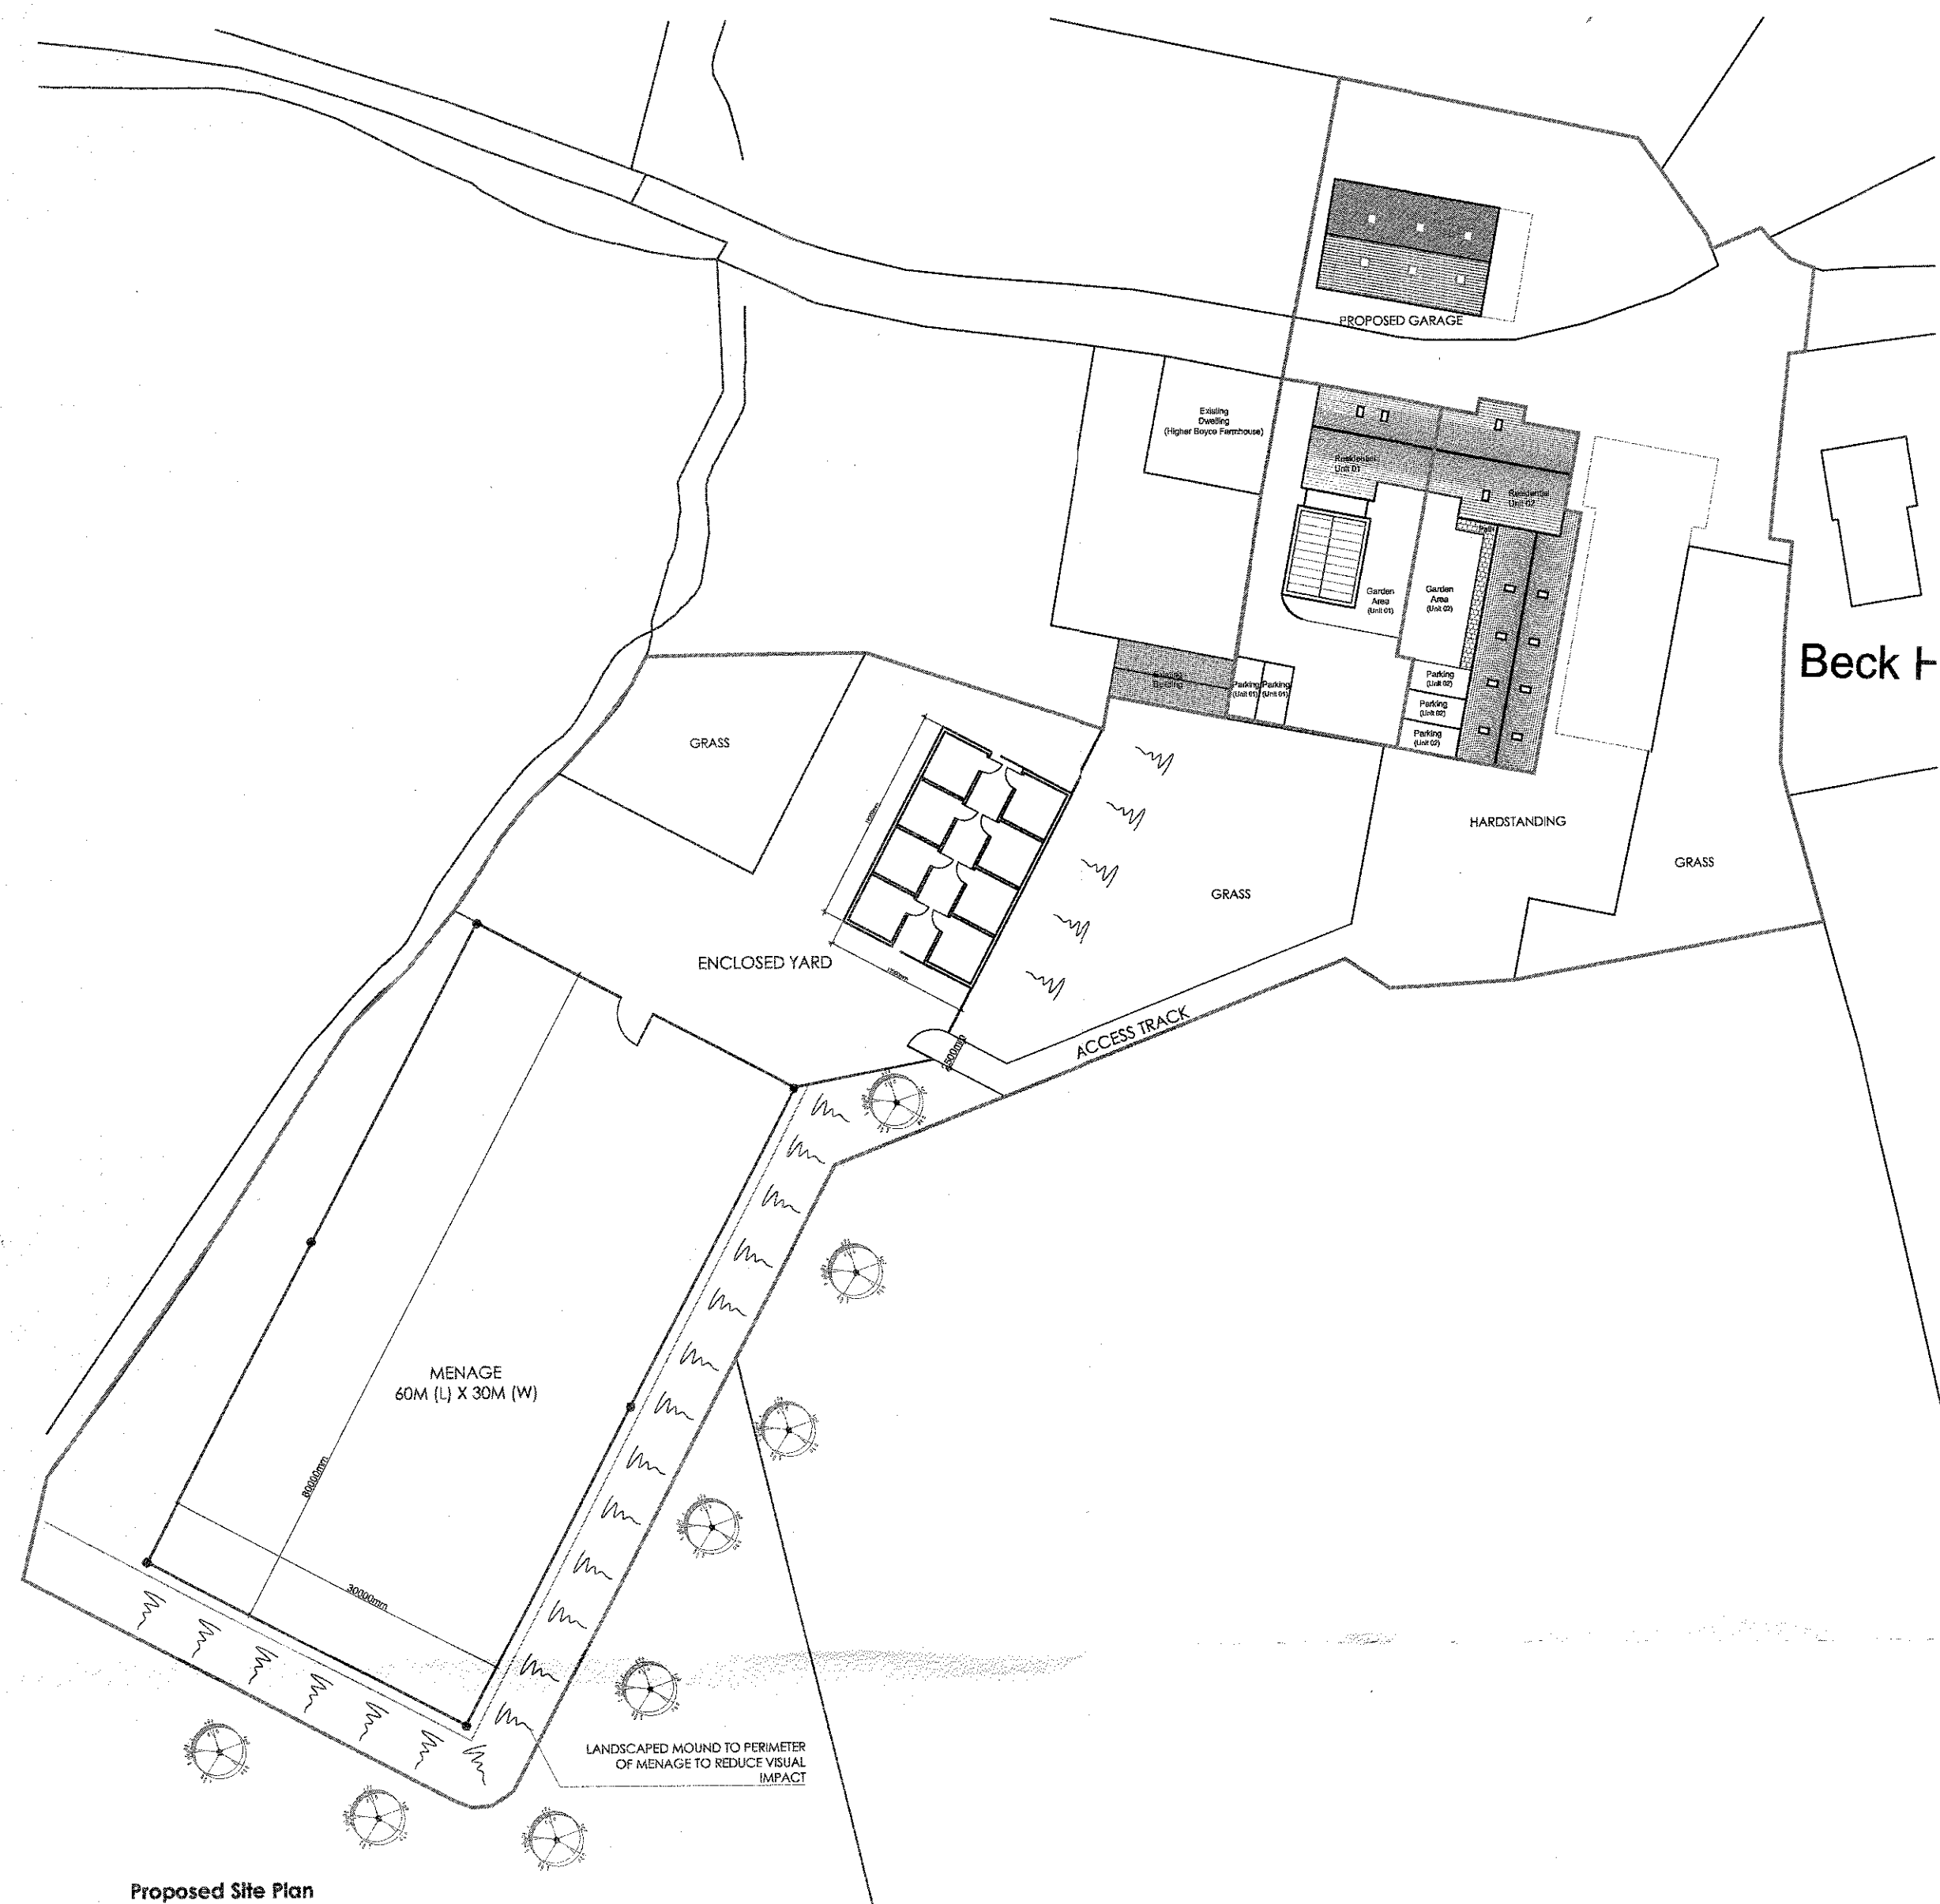 PROPOSED GARAGE
Existing
Dwelling
(Higher Boyce Farmhouse)
Residential
Unit 01
Residential
Unit 02
Path
Garden
Area
(Unit 01)
Garden
Area
(Unit 02)
Beck H
Existing
Building
Parking
(Unit 01)
Parking
(Unit 01)
Parking
(Unit 02)
Parking
(Unit 02)
Parking
(Unit 02)
GRASS
HARDSTANDING
GRASS
GRASS
ENCLOSED YARD
ACCESS TRACK
MENAGE
60M (L) X 30M (W)
60000mm
30000mm
LANDSCAPED MOUND TO PERIMETER
OF MENAGE TO REDUCE VISUAL
IMPACT
Proposed Site Plan